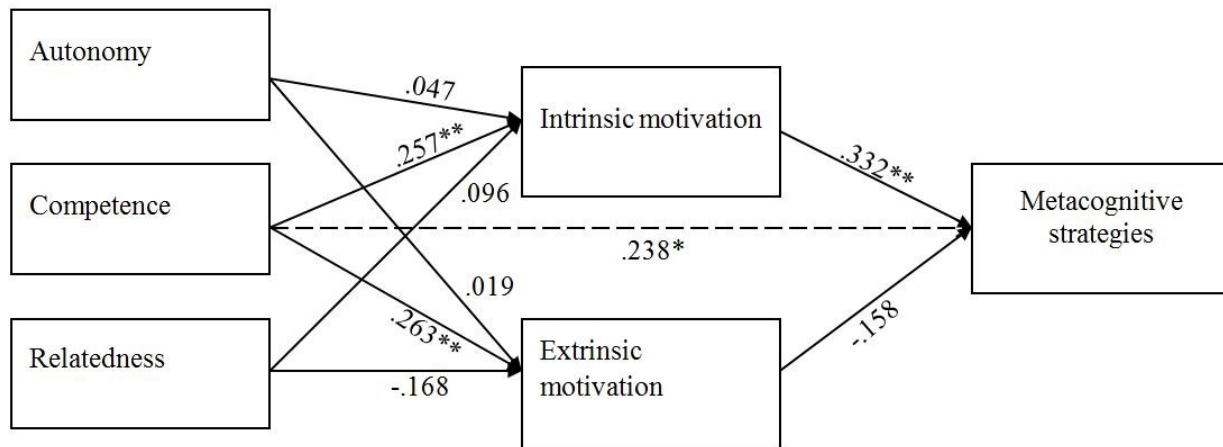 Autonomy
.047
Intrinsic motivation
.257**
.332**
Competence
.096
Metacognitive
strategies
.238*
.019
.263**
Relatedness
-.168
Extrinsic
motivation
-.158